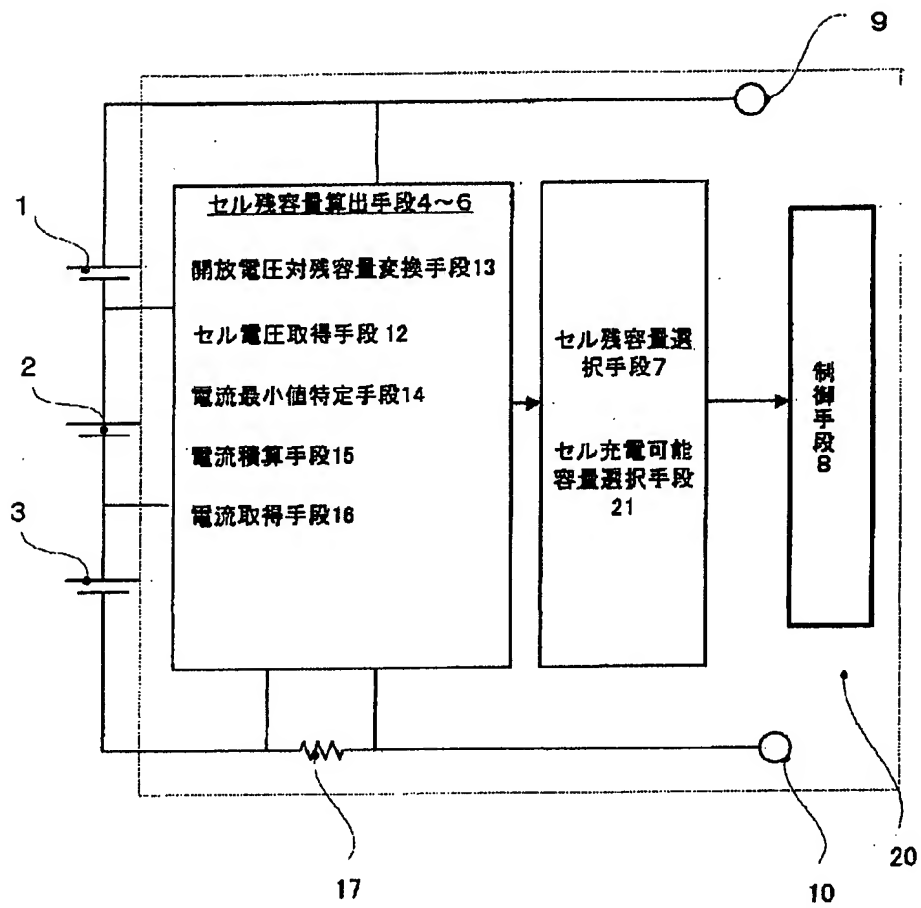 9
1
セル残容量算出手段4～6
開放電圧対残容量変換手段13
セル電圧取得手段12
2
電流最小値特定手段14
電流積算手段15
3
電流取得手段16
セル残容量選
択手段7
セル充電可能
容量選択手段
21
制御手段8
17
10
20